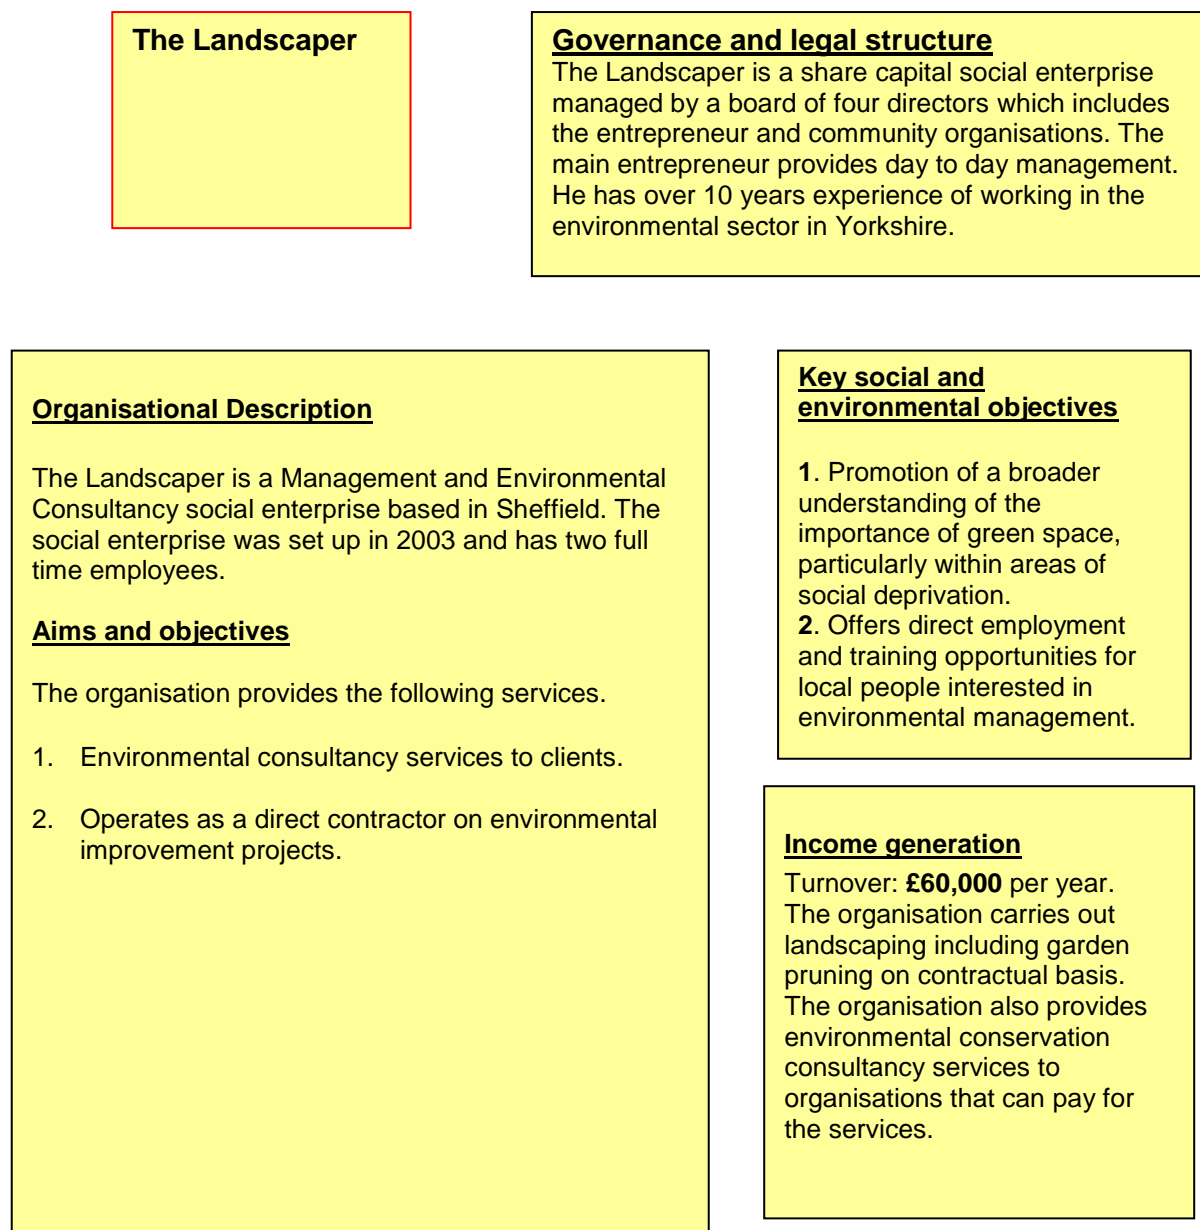 The Landscaper
Governance and legal structure
The Landscaper is a share capital social enterprise
managed by a board of four directors which includes
the entrepreneur and community organisations. The
main entrepreneur provides day to day management.
He has over 10 years experience of working in the
environmental sector in Yorkshire.
Organisational Description
The Landscaper is a Management and Environmental
Consultancy social enterprise based in Sheffield. The
social enterprise was set up in 2003 and has two full
time employees.
Aims and objectives
The organisation provides the following services.
1. Environmental consultancy services to clients.
2. Operates as a direct contractor on environmental
improvement projects.
Key social and
environmental objectives
1. Promotion of a broader
understanding of the
importance of green space,
particularly within areas of
social deprivation.
2. Offers direct employment
and training opportunities for
local people interested in
environmental management.
Income generation
Turnover: £60,000 per year.
The organisation carries out
landscaping including garden
pruning on contractual basis.
The organisation also provides
environmental conservation
consultancy services to
organisations that can pay for
the services.